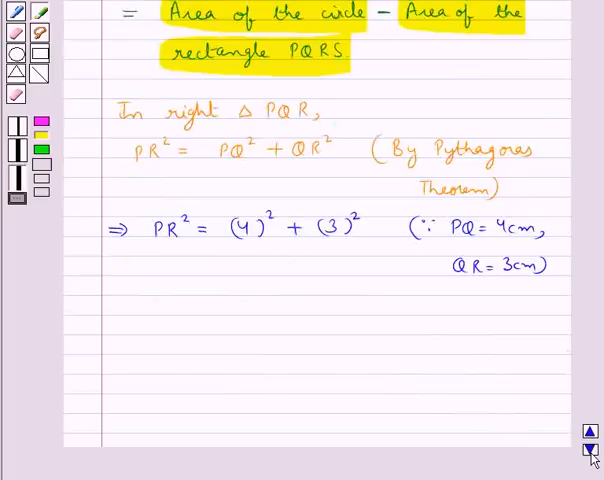 = Area of the circle - Area of the
rectangle PQRS.
In right Δ PQR,
PR² = PQ² + QR² (By Pythagoras
Theorem)
⇒ PR² = (4)² + (3)² (∵ PQ = 4cm,
QR = 3cm)